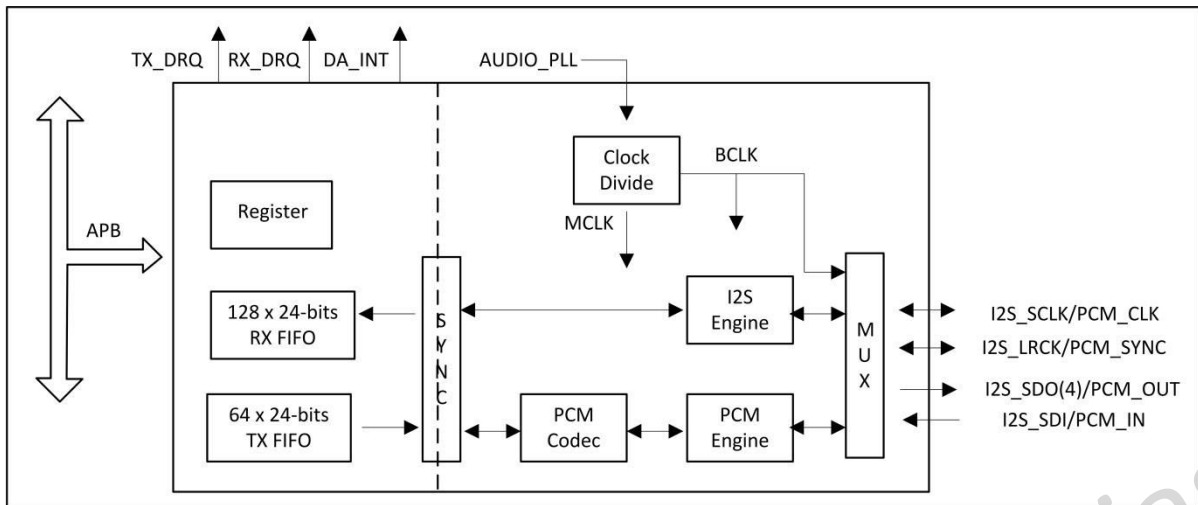 TX_DRQ RX_DRQ DA_INT AUDIO_PLL
Clock
Divide
BCLK
MCLK
Register
APB
128 x 24-bits
RX FIFO
64 x 24-bits
TX FIFO
SYNC
I2S
Engine
PCM
Codec
PCM
Engine
MUX
I2S_SCLK/PCM_CLK
I2S_LRCK/PCM_SYNC
I2S_SDO(4)/PCM_OUT
I2S_SDI/PCM_IN